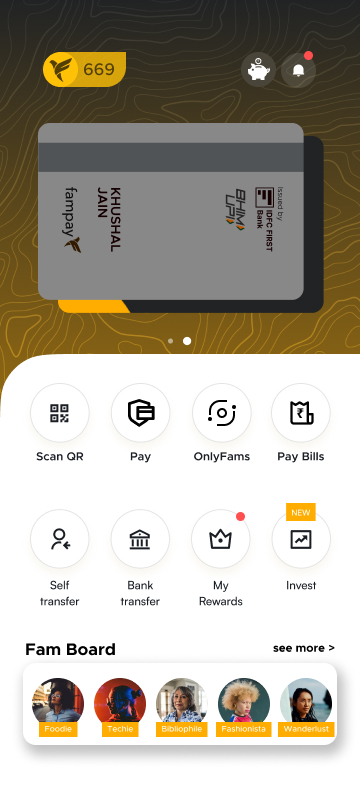 669
fampay
KHUSHAL
JAIN
BHIM
UPI
Issued by
IDFC FIRST
Bank
Scan QR
Pay
OnlyFams
Pay Bills
NEW
Self
transfer
Bank
transfer
My
Rewards
Invest
Fam Board
see more >
Foodie
Techie
Bibliophile
Fashionista
Wanderlust